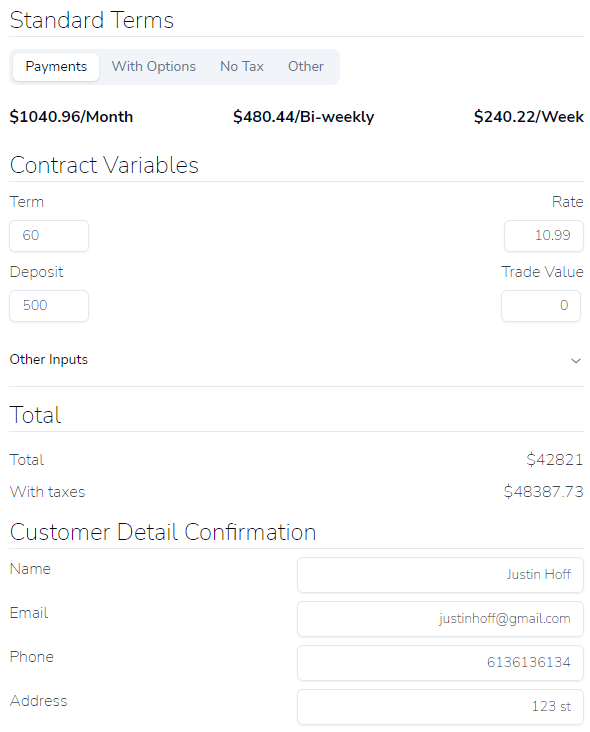 Standard Terms
Payments With Options No Tax Other
$1040.96/Month $480.44/Bi-weekly $240.22/Week
Contract Variables
Term Rate
60 10.99
Deposit Trade Value
500 0
Other Inputs
Total
Total $42821
With taxes $48387.73
Customer Detail Confirmation
Name Justin Hoff
Email justinhoff@gmail.com
Phone 6136136134
Address 123 st